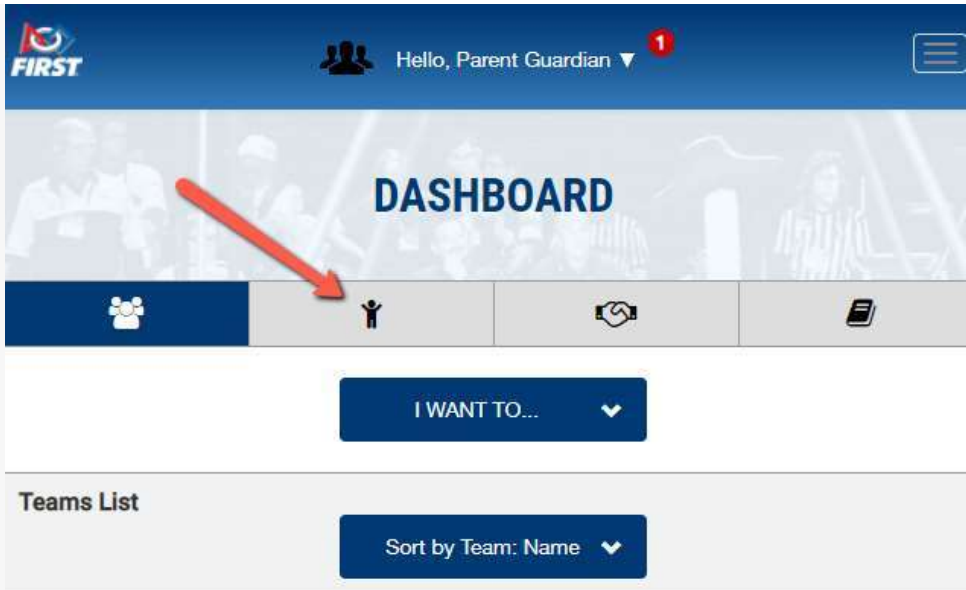 FIRST
Hello, Parent Guardian ▼ 1
DASHBOARD
I WANT TO...
Teams List
Sort by Team: Name